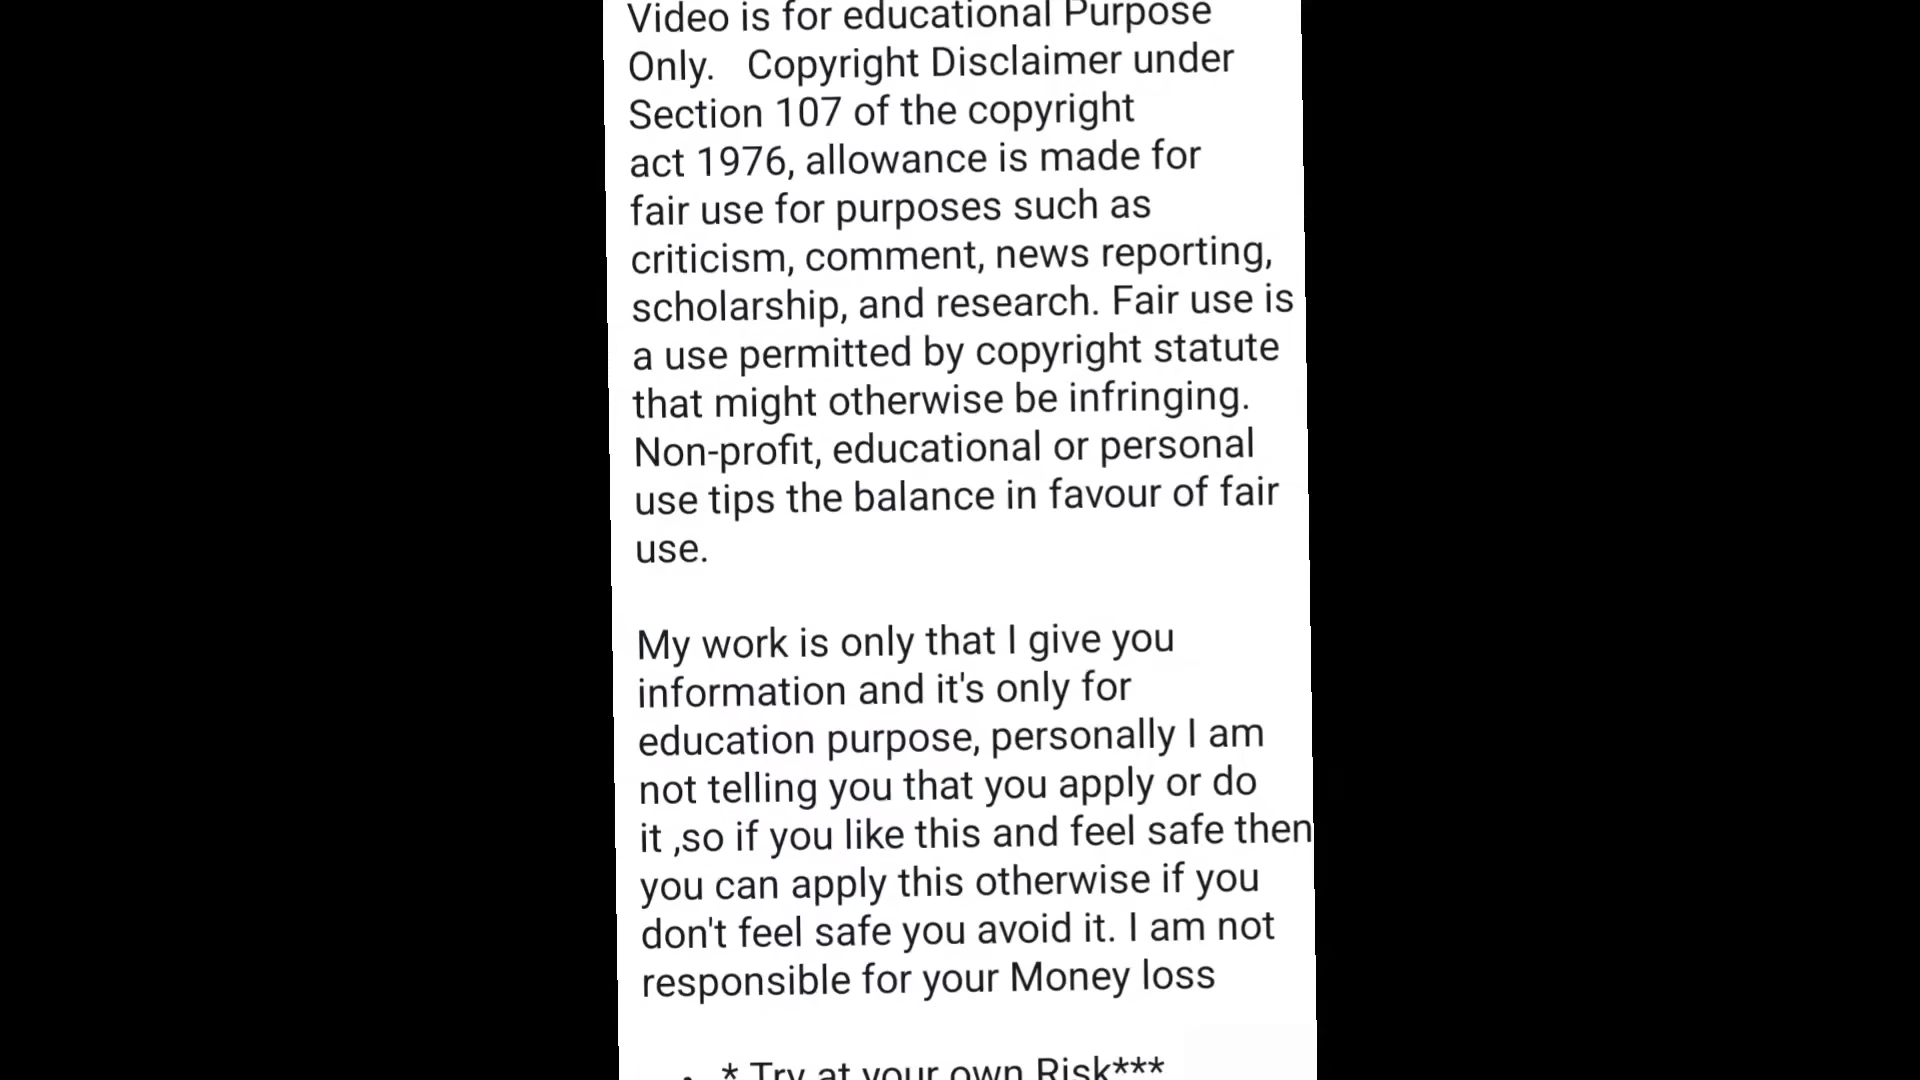 Video is for educational Purpose
Only. Copyright Disclaimer under
Section 107 of the copyright
act 1976, allowance is made for
fair use for purposes such as
criticism, comment, news reporting,
scholarship, and research. Fair use is
a use permitted by copyright statute
that might otherwise be infringing.
Non-profit, educational or personal
use tips the balance in favour of fair
use.
My work is only that I give you
information and it's only for
education purpose, personally I am
not telling you that you apply or do
it ,so if you like this and feel safe then
you can apply this otherwise if you
don't feel safe you avoid it. I am not
responsible for your Money loss
• * Try at your own Risk***